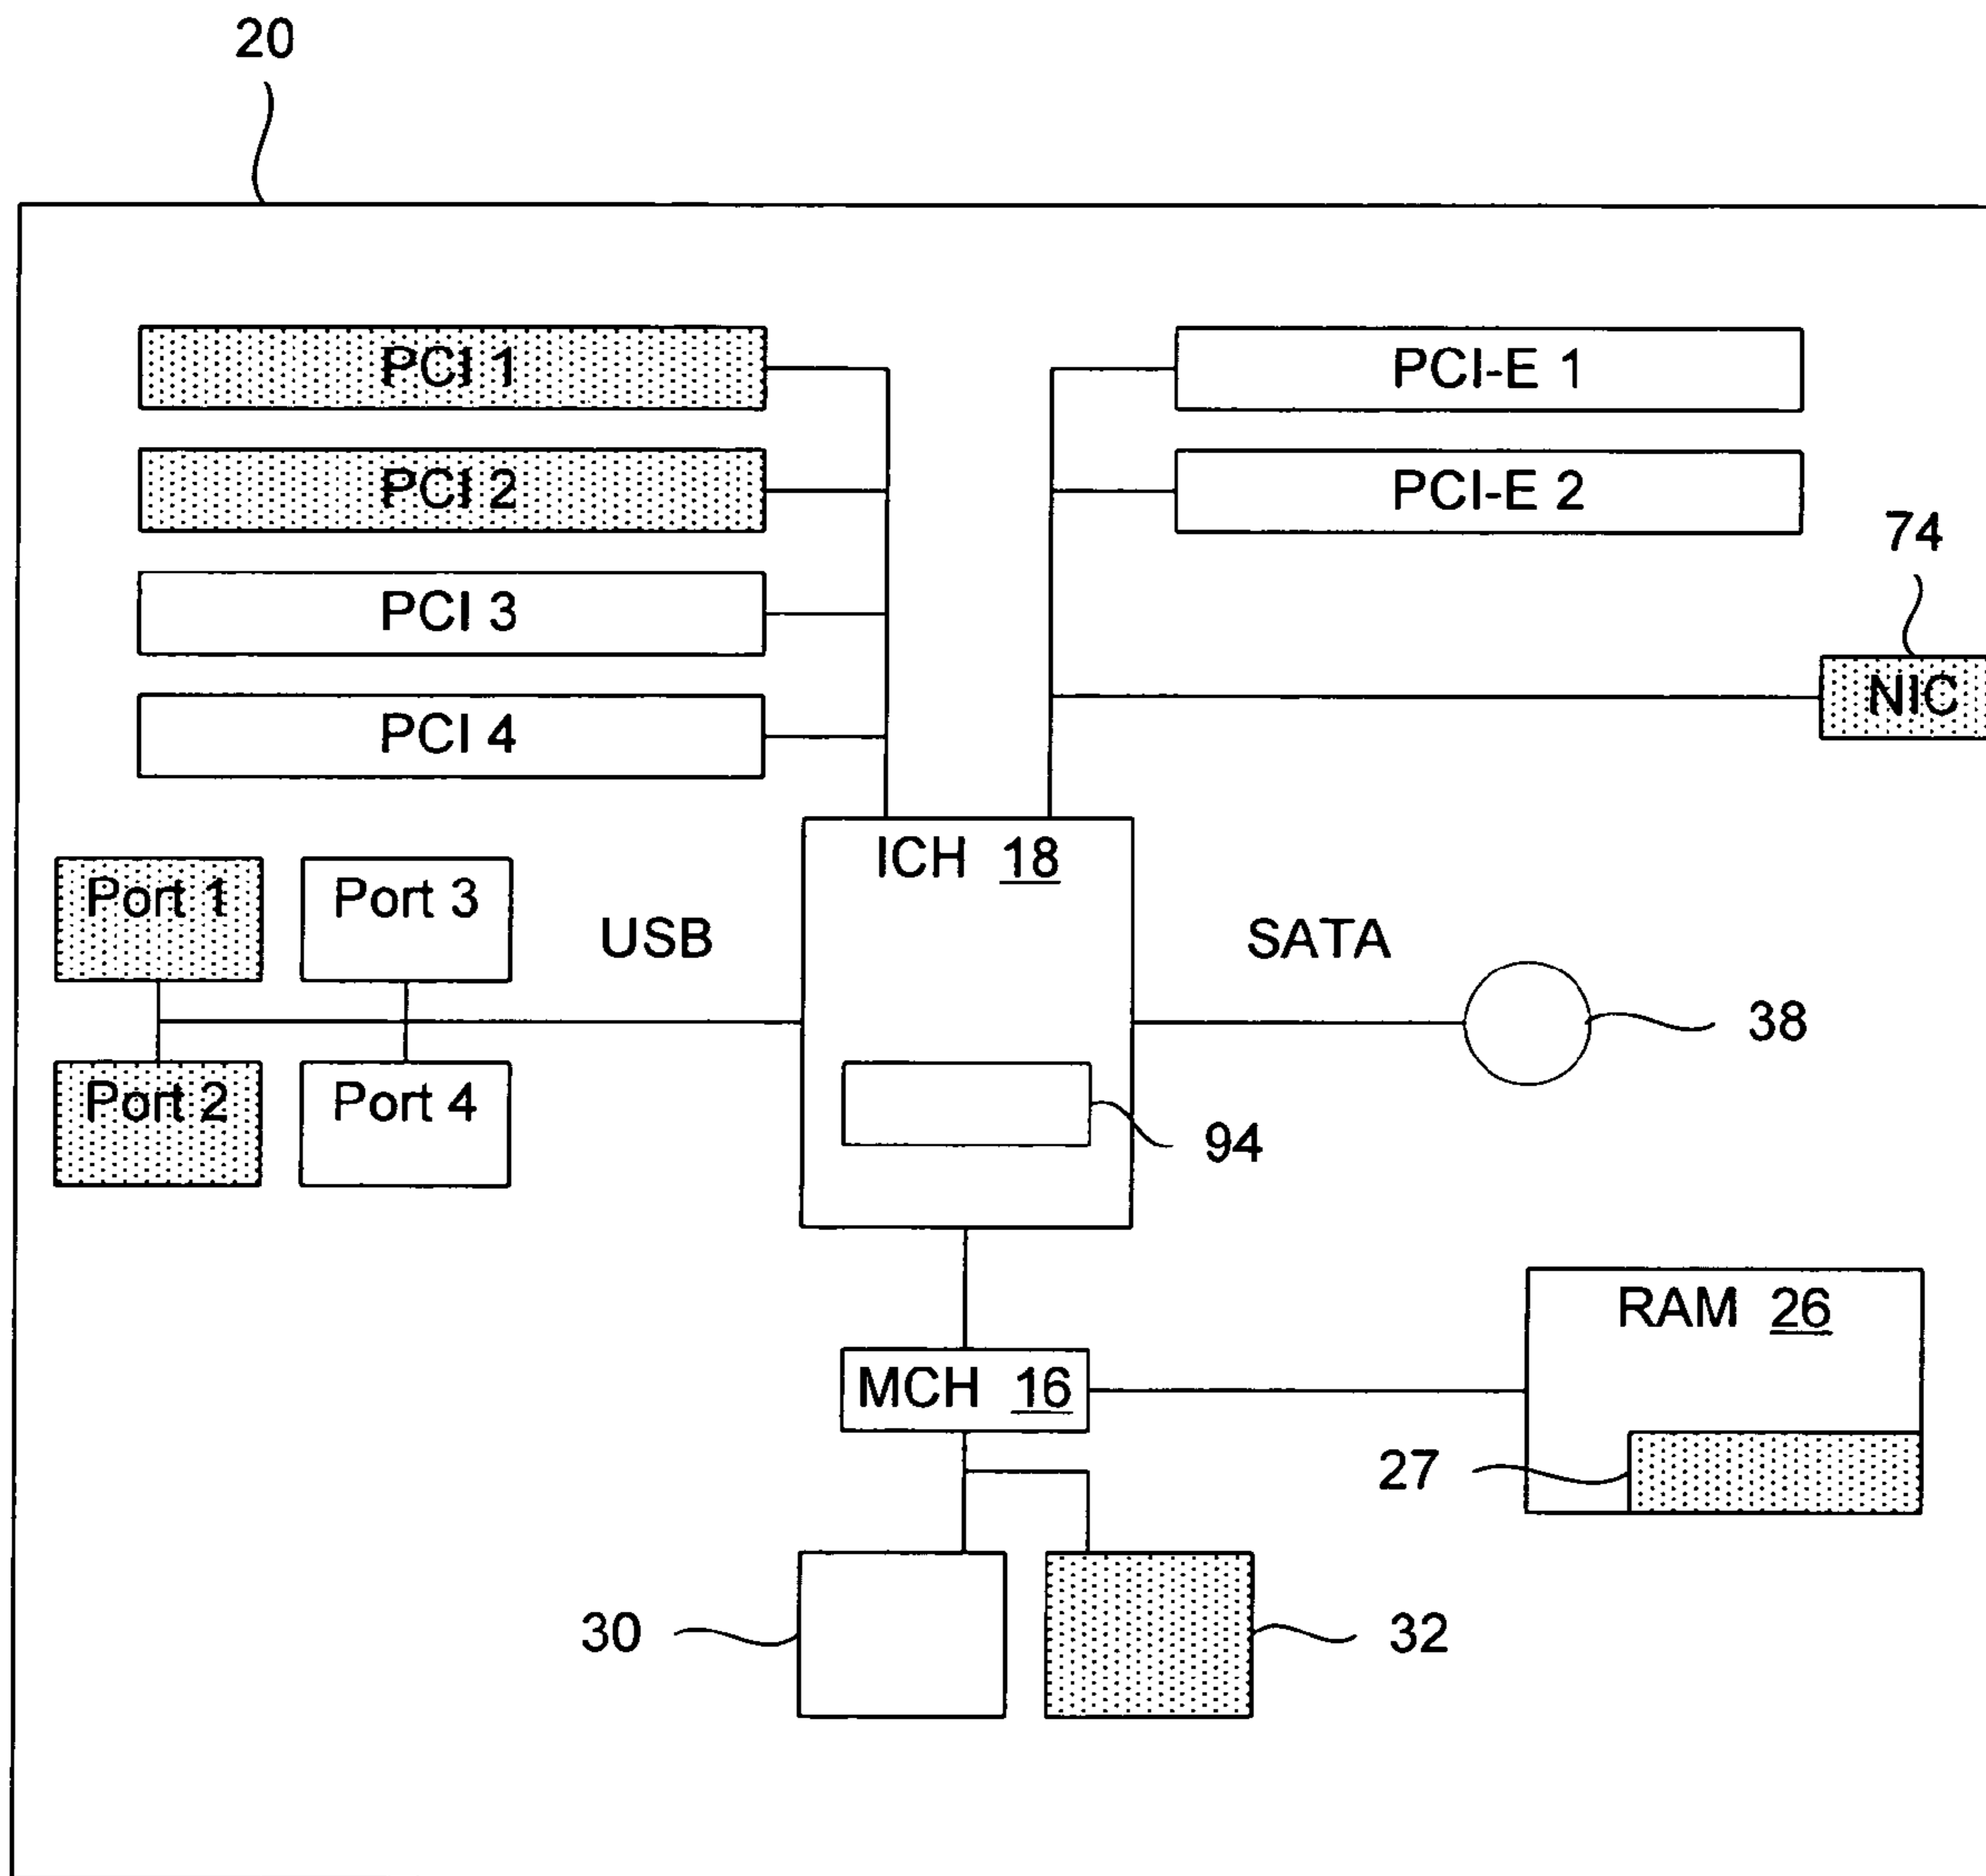 20
PCI 1
PCI-E 1
PCI 2
PCI-E 2
74
PCI 3
NIC
PCI 4
ICH 18
Port 1
Port 3
USB
SATA
38
Port 2
Port 4
94
RAM 26
MCH 16
27
30
32